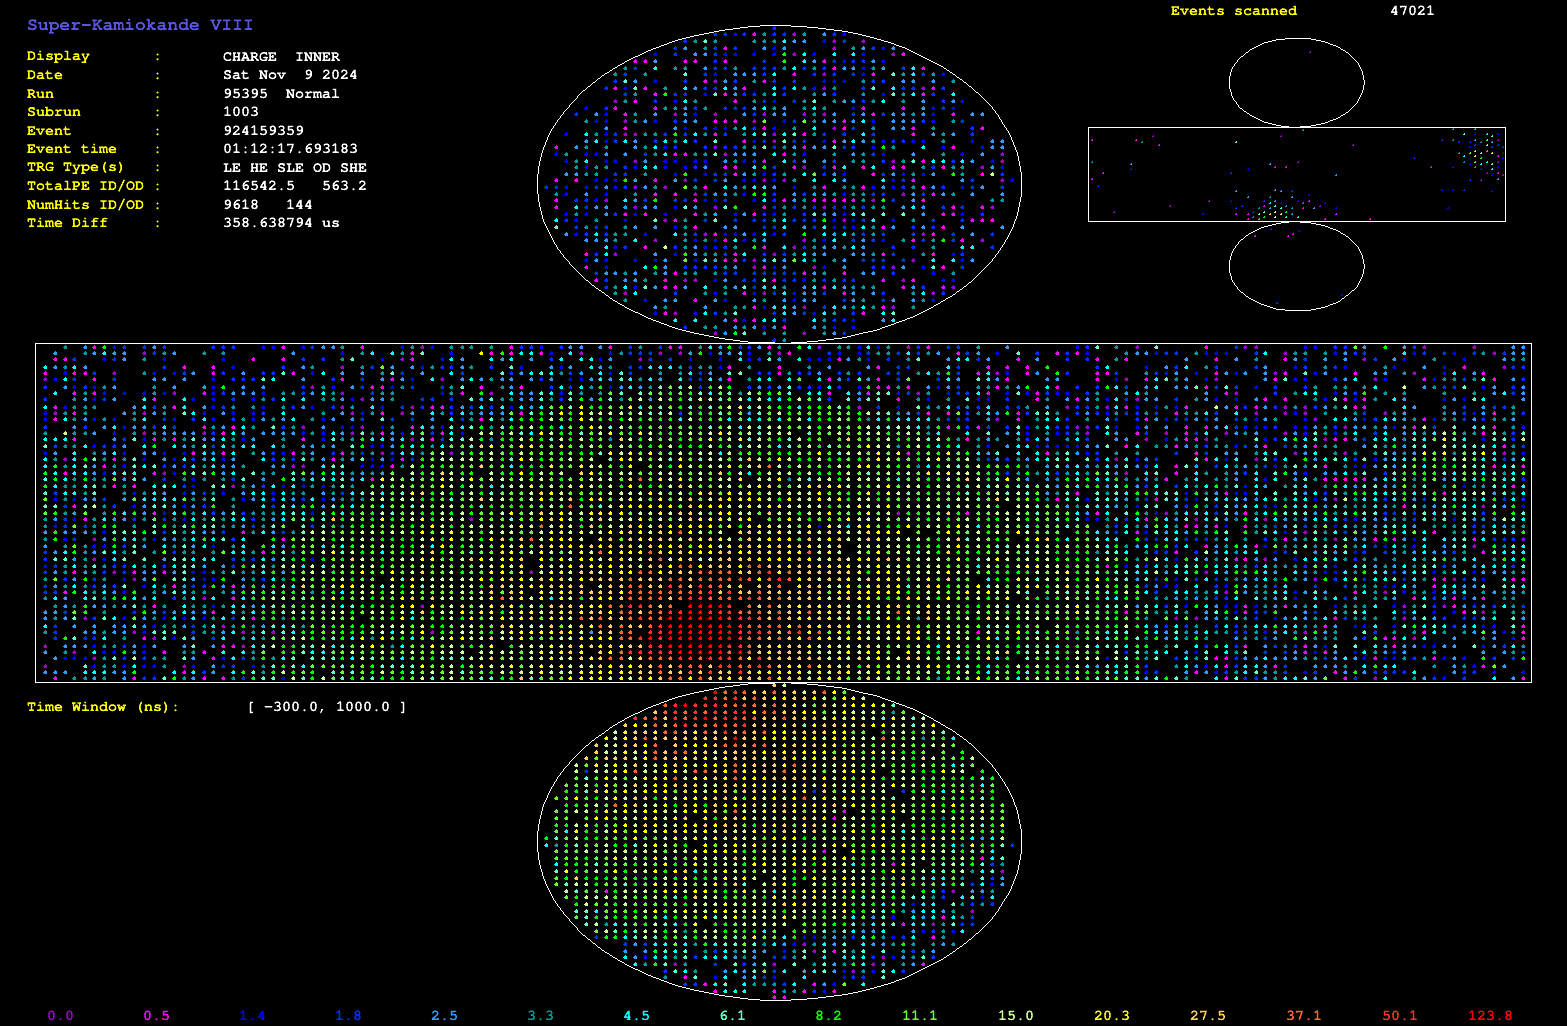 Super-Kamiokande VIII
Display : CHARGE INNER
Date : Sat Nov 9 2024
Run : 95395 Normal
Subrun : 1003
Event : 924159359
Event time : 01:12:17.693183
TRG Type(s) : LE HE SLE OD SHE
TotalPE ID/OD : 116542.5 563.2
NumHits ID/OD : 9618 144
Time Diff : 358.638794 us
Events scanned 47021
Time Window (ns): [ -300.0, 1000.0 ]
0.0 0.5 1.4 1.8 2.5 3.3 4.5 6.1 8.2 11.1 15.0 20.3 27.5 37.1 50.1 123.8